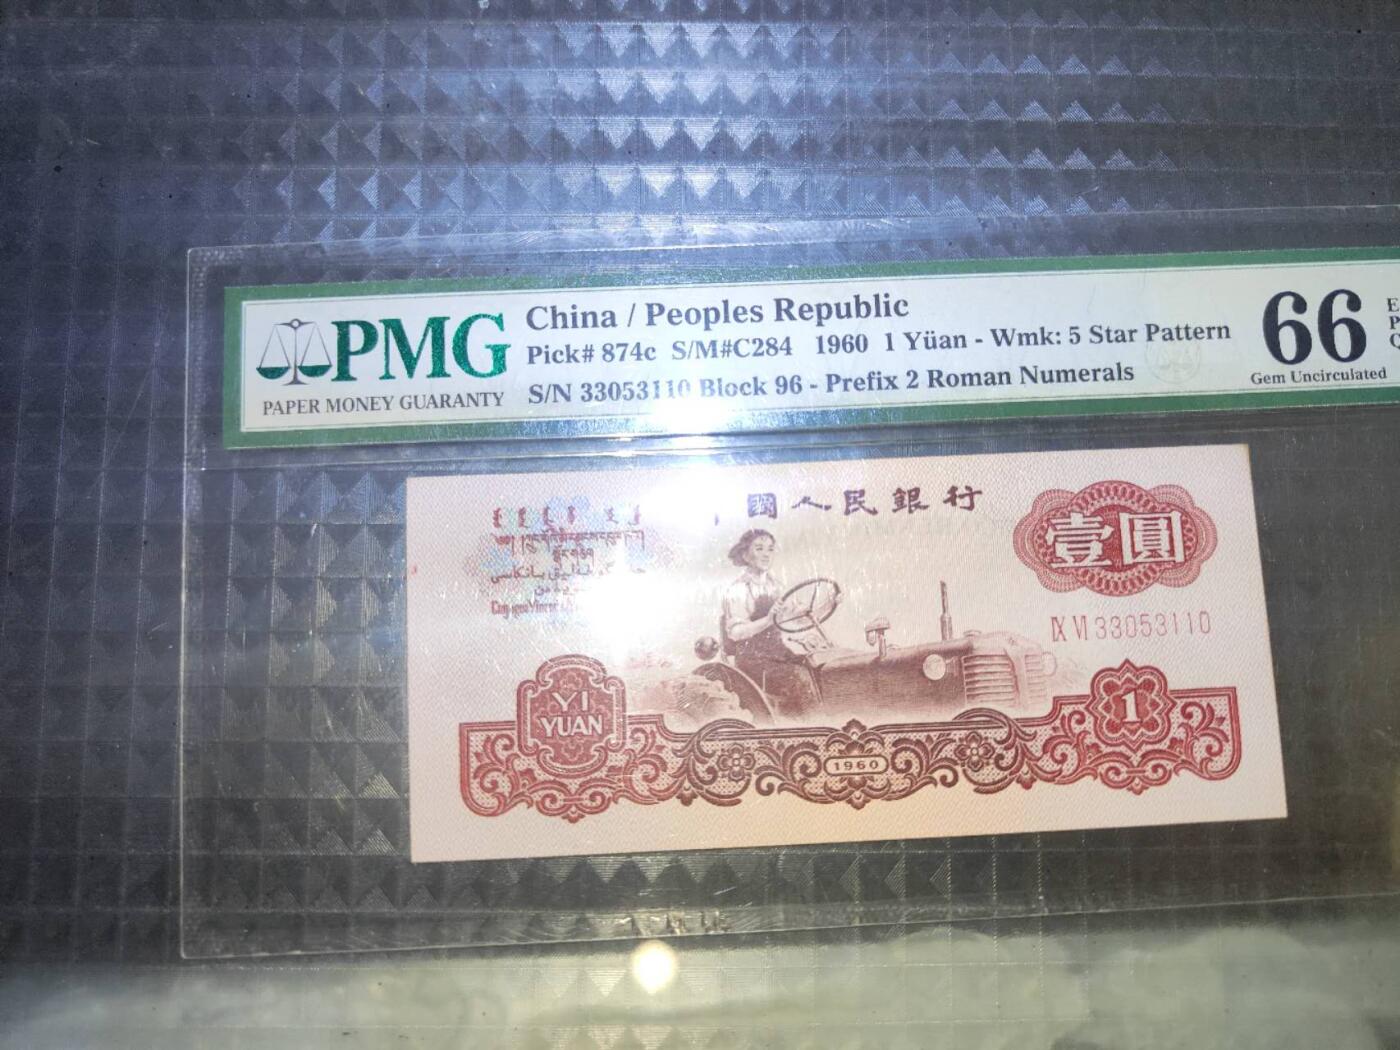 PMG
PAPER MONEY GUARANTY
China / Peoples Republic
Pick# 874c S/M#C284 1960 1 Yüan - Wmk: 5 Star Pattern
S/N 33053110 Block 96 - Prefix 2 Roman Numerals
66
Gem Uncirculated
E
P
Q
國人民銀行
壹圓
IX VI 33053110
YI
YUAN
1960
1